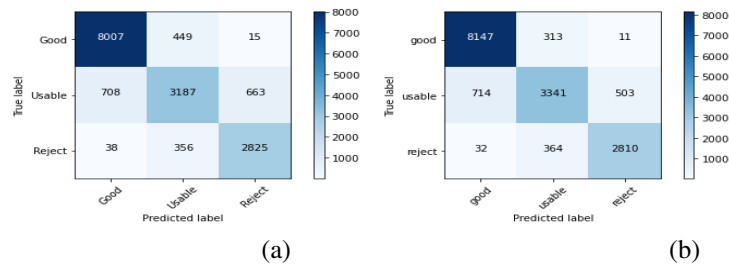 8000
7000
6000
5000
4000
3000
2000
1000
Good
Usable
Reject
True label
8007 449 15
708 3187 663
38 356 2825
Good Usable Reject
Predicted label
(a)
8000
7000
6000
5000
4000
3000
2000
1000
good
usable
reject
True label
8147 313 11
714 3341 503
32 364 2810
good usable reject
Predicted label
(b)